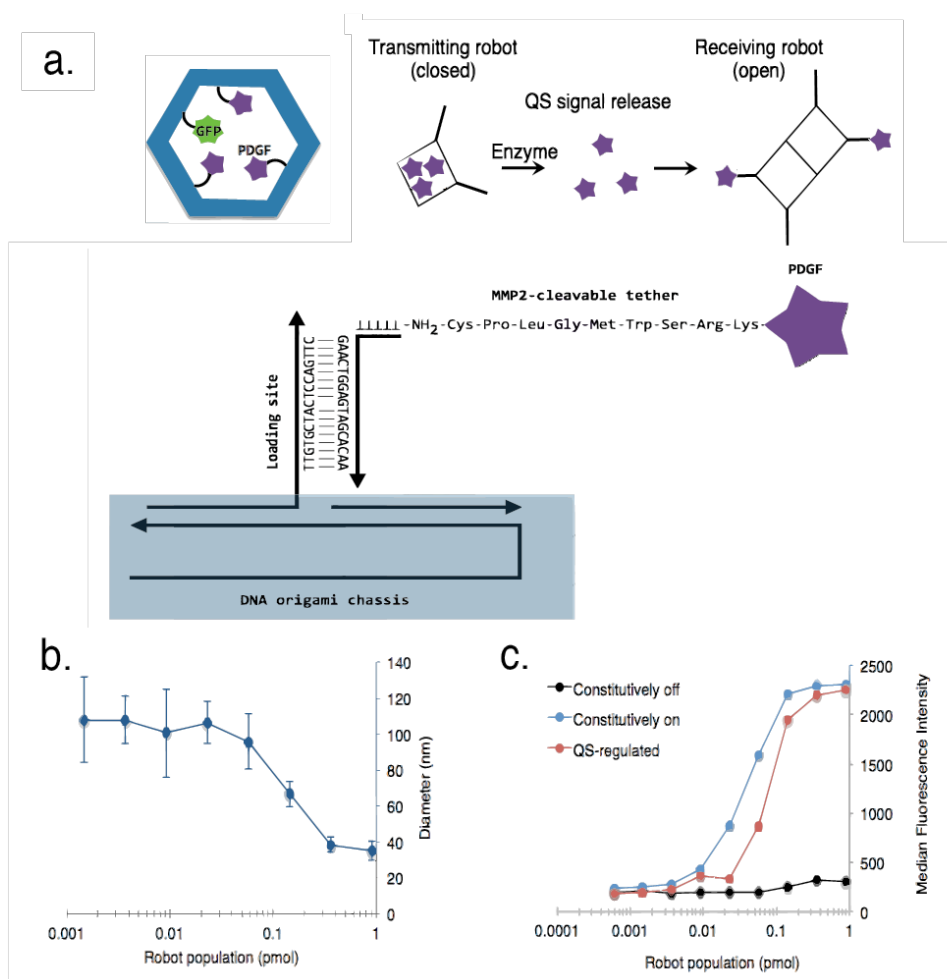 a.
GFP
PDGF
Transmitting robot
(closed)
QS signal release
Enzyme
Receiving robot
(open)
PDGF
MMP2-cleavable tether
-NH2-Cys-Pro-Leu-Gly-Met-Trp-Ser-Arg-Lys-
Loading site
TTGTGCTACTCCAGTTC
GAACTGGAGTAGCACAA
DNA origami chassis
b.
140
120
100
80
60
40
20
0
Diameter (nm)
0.001
0.01
0.1
1
Robot population (pmol)
c.
Constitutively off
Constitutively on
QS-regulated
2500
2000
1500
1000
500
0
Median Fluorescence Intensity
0.0001
0.001
0.01
0.1
1
Robot population (pmol)